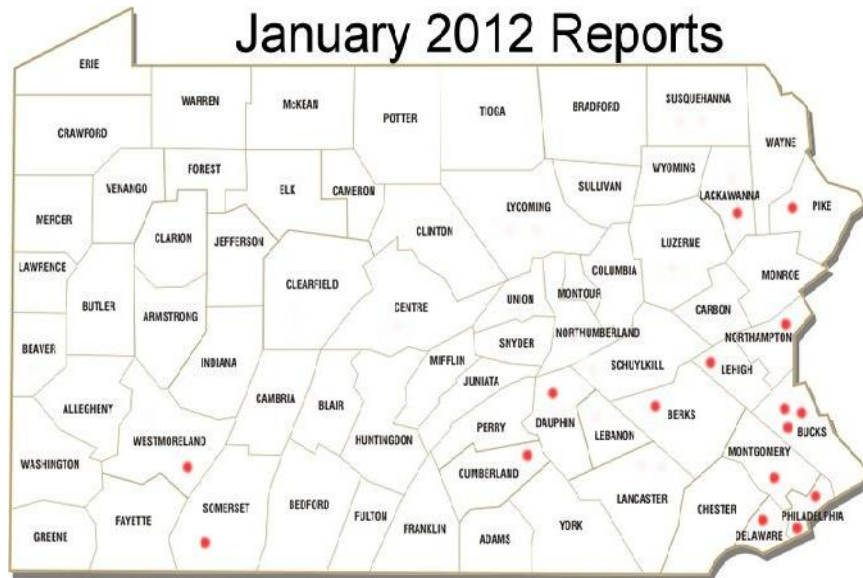 January 2012 Reports
ERIE
WARREN
McKEAN
POTTER
TIOGA
BRADFORD
SUSQUEHANNA
WAYNE
CRAWFORD
FOREST
VENANGO
ELK
CAMERON
SULLIVAN
WYOMING
LACKAWANNA
PIKE
MERCER
CLARION
JEFFERSON
CLINTON
LYCOMING
LUZERNE
LAWRENCE
CLEARFIELD
CENTRE
COLUMBIA
MONROE
BUTLER
ARMSTRONG
UNION
MONTOUR
CARBON
BEAVER
INDIANA
MIFFLIN
SNYDER
NORTHUMBERLAND
NORTHAMPTON
JUNIATA
SCHUYLKILL
LEHIGH
ALLEGHENY
CAMBRIA
BLAIR
WESTMORELAND
HUNTINGDON
PERRY
DAUPHIN
LEBANON
BERKS
BUCKS
WASHINGTON
CUMBERLAND
MONTGOMERY
SOMERSET
BEDFORD
FULTON
LANCASTER
CHESTER
PHILADELPHIA
GREENE
FAYETTE
FRANKLIN
ADAMS
YORK
DELAWARE